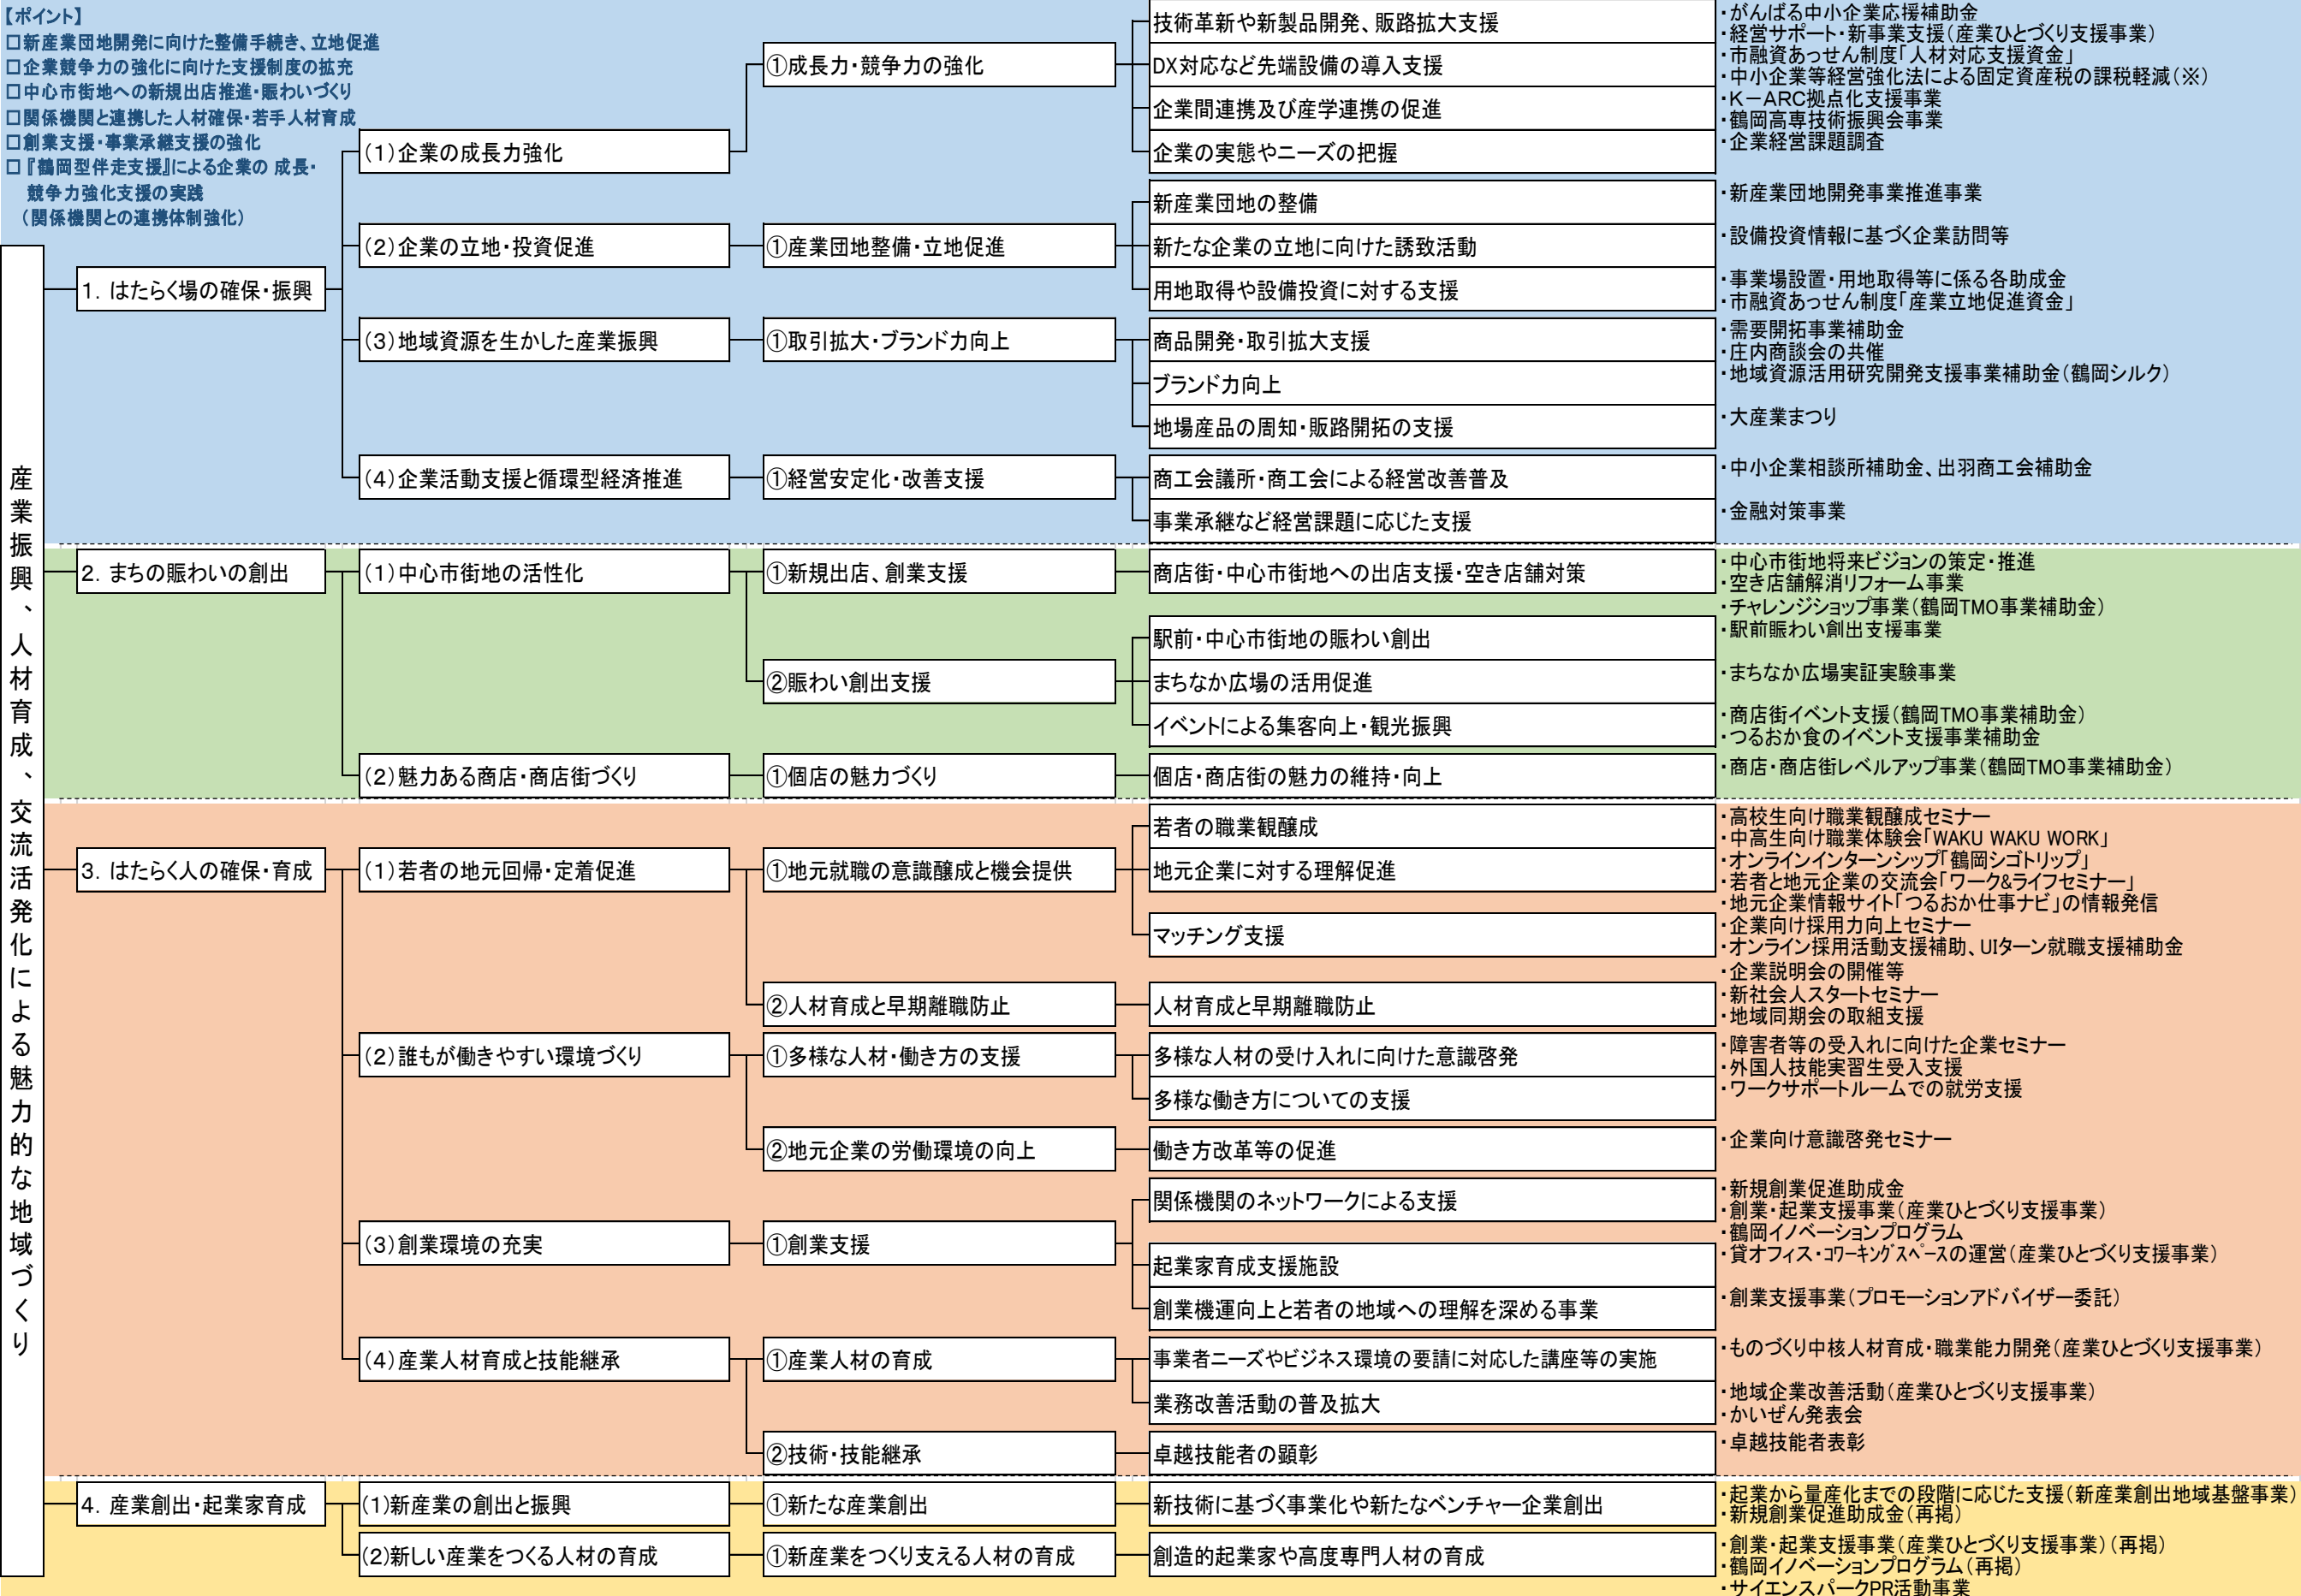 【ポイント】
□新産業団地開発に向けた整備手続き、立地促進
□企業競争力の強化に向けた支援制度の拡充
□中心市街地への新規出店推進・賑わいづくり
□関係機関と連携した人材確保・若手人材育成
□創業支援・事業承継支援の強化
□『鶴岡型伴走支援』による企業の 成長・
競争力強化支援の実践
（関係機関との連携体制強化）
産業振興、人材育成、交流活発化による魅力的な地域づくり
1．はたらく場の確保・振興
（1）企業の成長力強化
①成長力・競争力の強化
技術革新や新製品開発、販路拡大支援
DX対応など先端設備の導入支援
企業間連携及び産学連携の促進
企業の実態やニーズの把握
・がんばる中小企業応援補助金
・経営サポート・新事業支援（産業ひとづくり支援事業）
・市融資あっせん制度「人材対応支援資金」
・中小企業等経営強化法による固定資産税の課税軽減（※）
・K－ARC拠点化支援事業
・鶴岡高専技術振興会事業
・企業経営課題調査
（2）企業の立地・投資促進
①産業団地整備・立地促進
新産業団地の整備
新たな企業の立地に向けた誘致活動
用地取得や設備投資に対する支援
・新産業団地開発事業推進事業
・設備投資情報に基づく企業訪問等
・事業場設置・用地取得等に係る各助成金
・市融資あっせん制度「産業立地促進資金」
（3）地域資源を生かした産業振興
①取引拡大・ブランド力向上
商品開発・取引拡大支援
ブランド力向上
地場産品の周知・販路開拓の支援
・需要開拓事業補助金
・庄内商談会の共催
・地域資源活用研究開発支援事業補助金（鶴岡シルク）
・大産業まつり
（4）企業活動支援と循環型経済推進
①経営安定化・改善支援
商工会議所・商工会による経営改善普及
事業承継など経営課題に応じた支援
・中小企業相談所補助金、出羽商工会補助金
・金融対策事業
2．まちの賑わいの創出
（1）中心市街地の活性化
①新規出店、創業支援
商店街・中心市街地への出店支援・空き店舗対策
・中心市街地将来ビジョンの策定・推進
・空き店舗解消リフォーム事業
・チャレンジショップ事業（鶴岡TMO事業補助金）
②賑わい創出支援
駅前・中心市街地の賑わい創出
まちなか広場の活用促進
イベントによる集客向上・観光振興
・駅前賑わい創出支援事業
・まちなか広場実証実験事業
・商店街イベント支援（鶴岡TMO事業補助金）
・つるおか食のイベント支援事業補助金
（2）魅力ある商店・商店街づくり
①個店の魅力づくり
個店・商店街の魅力の維持・向上
・商店・商店街レベルアップ事業（鶴岡TMO事業補助金）
3．はたらく人の確保・育成
（1）若者の地元回帰・定着促進
①地元就職の意識醸成と機会提供
若者の職業観醸成
地元企業に対する理解促進
マッチング支援
・高校生向け職業観醸成セミナー
・中高生向け職業体験会「WAKU WAKU WORK」
・オンラインインターンシップ「鶴岡シゴトリップ」
・若者と地元企業の交流会「ワーク&ライフセミナー」
・地元企業情報サイト「つるおか仕事ナビ」の情報発信
・企業向け採用力向上セミナー
・オンライン採用活動支援補助、UIターン就職支援補助金
・企業説明会の開催等
②人材育成と早期離職防止
人材育成と早期離職防止
・新社会人スタートセミナー
・地域同期会の取組支援
（2）誰もが働きやすい環境づくり
①多様な人材・働き方の支援
多様な人材の受け入れに向けた意識啓発
多様な働き方についての支援
・障害者等の受入れに向けた企業セミナー
・外国人技能実習生受入支援
・ワークサポートルームでの就労支援
②地元企業の労働環境の向上
働き方改革等の促進
・企業向け意識啓発セミナー
（3）創業環境の充実
①創業支援
関係機関のネットワークによる支援
起業家育成支援施設
創業機運向上と若者の地域への理解を深める事業
・新規創業促進助成金
・創業・起業支援事業（産業ひとづくり支援事業）
・鶴岡イノベーションプログラム
・貸オフィス・ｺﾜｰｷﾝｸﾞｽﾍﾟｰｽの運営（産業ひとづくり支援事業）
・創業支援事業（プロモーションアドバイザー委託）
（4）産業人材育成と技能継承
①産業人材の育成
事業者ニーズやビジネス環境の要請に対応した講座等の実施
業務改善活動の普及拡大
・ものづくり中核人材育成・職業能力開発（産業ひとづくり支援事業）
・地域企業改善活動（産業ひとづくり支援事業）
・かいぜん発表会
②技術・技能継承
卓越技能者の顕彰
・卓越技能者表彰
4．産業創出・起業家育成
（1）新産業の創出と振興
①新たな産業創出
新技術に基づく事業化や新たなベンチャー企業創出
・起業から量産化までの段階に応じた支援（新産業創出地域基盤事業）
・新規創業促進助成金（再掲）
（2）新しい産業をつくる人材の育成
①新産業をつくり支える人材の育成
創造的起業家や高度専門人材の育成
・創業・起業支援事業（産業ひとづくり支援事業）（再掲）
・鶴岡イノベーションプログラム（再掲）
・サイエンスパークPR活動事業